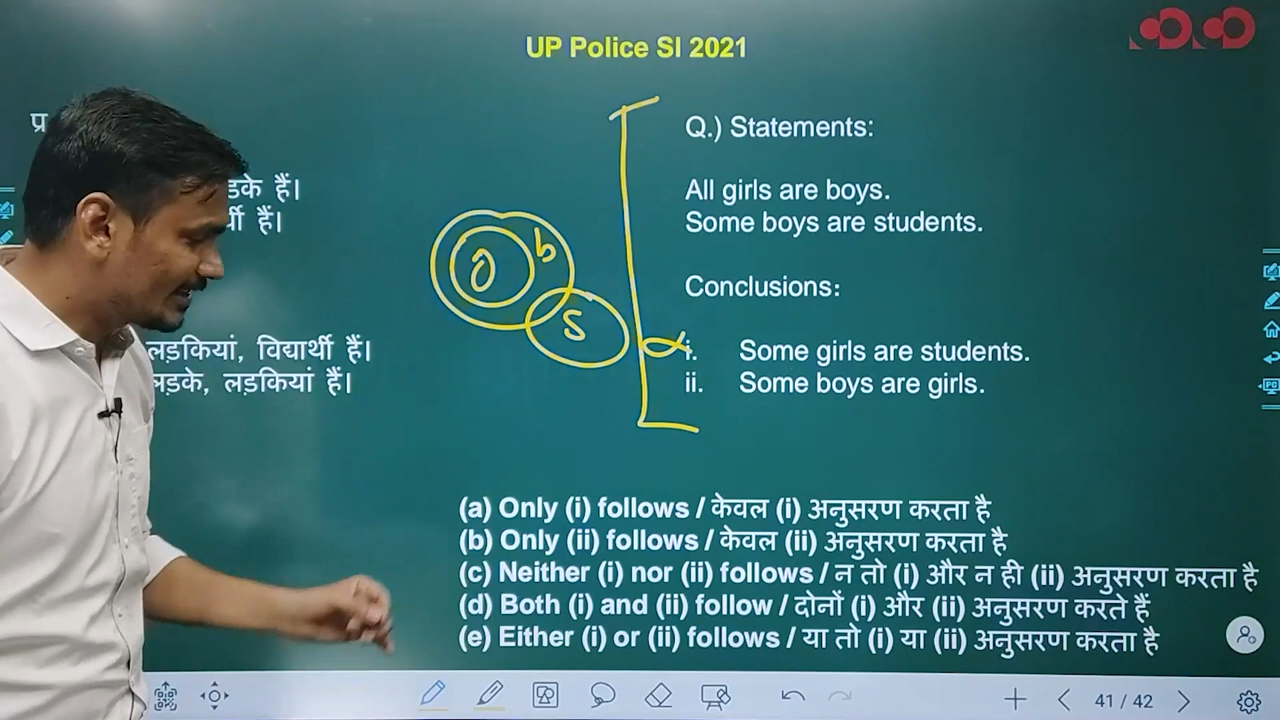 UP Police SI 2021
प्र
डके हैं।
र्थी हैं।
लड़कियां, विद्यार्थी हैं।
लड़के, लड़कियां हैं।
b
S
Q.) Statements:
All girls are boys.
Some boys are students.
Conclusions:
i. Some girls are students.
ii. Some boys are girls.
(a) Only (i) follows / केवल (i) अनुसरण करता है
(b) Only (ii) follows / केवल (ii) अनुसरण करता है
(c) Neither (i) nor (ii) follows / न तो (i) और न ही (ii) अनुसरण करता है
(d) Both (i) and (ii) follow / दोनों (i) और (ii) अनुसरण करते हैं
(e) Either (i) or (ii) follows / या तो (i) या (ii) अनुसरण करता है
41 / 42